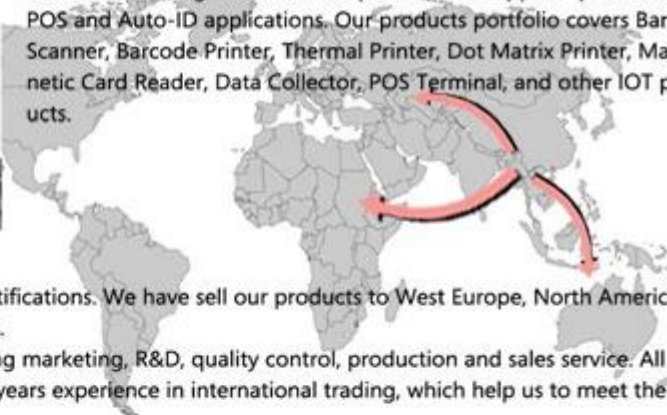 POS and Auto-ID applications. Our products portfolio covers Bar
Scanner, Barcode Printer, Thermal Printer, Dot Matrix Printer, Ma
netic Card Reader, Data Collector, POS Terminal, and other IOT p
ucts.
tifications. We have sell our products to West Europe, North Americ
ng marketing, R&D, quality control, production and sales service. All
years experience in international trading, which help us to meet the